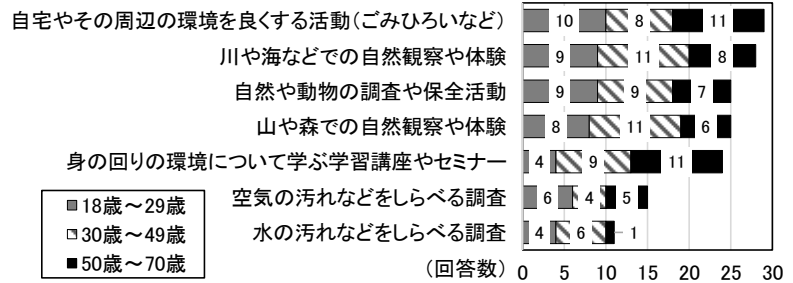 自宅やその周辺の環境を良くする活動(ごみひろいなど) 10 8 11
川や海などでの自然観察や体験 9 11 8
自然や動物の調査や保全活動 9 9 7
山や森での自然観察や体験 8 11 6
身の回りの環境について学ぶ学習講座やセミナー 4 9 11
空気の汚れなどをしらべる調査 6 4 5
水の汚れなどをしらべる調査 4 6 1
(回答数) 0 5 10 15 20 25 30
18歳～29歳
30歳～49歳
50歳～70歳